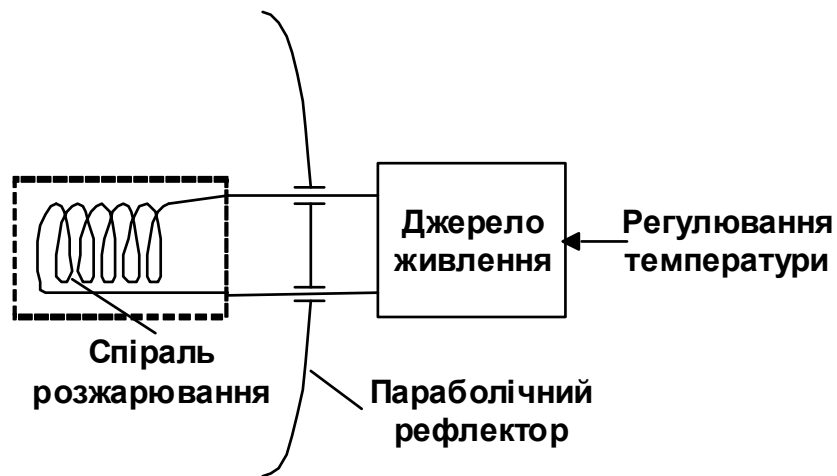 Джерело
живлення
Регулювання
температури
Спіраль
розжарювання
Параболічний
рефлектор